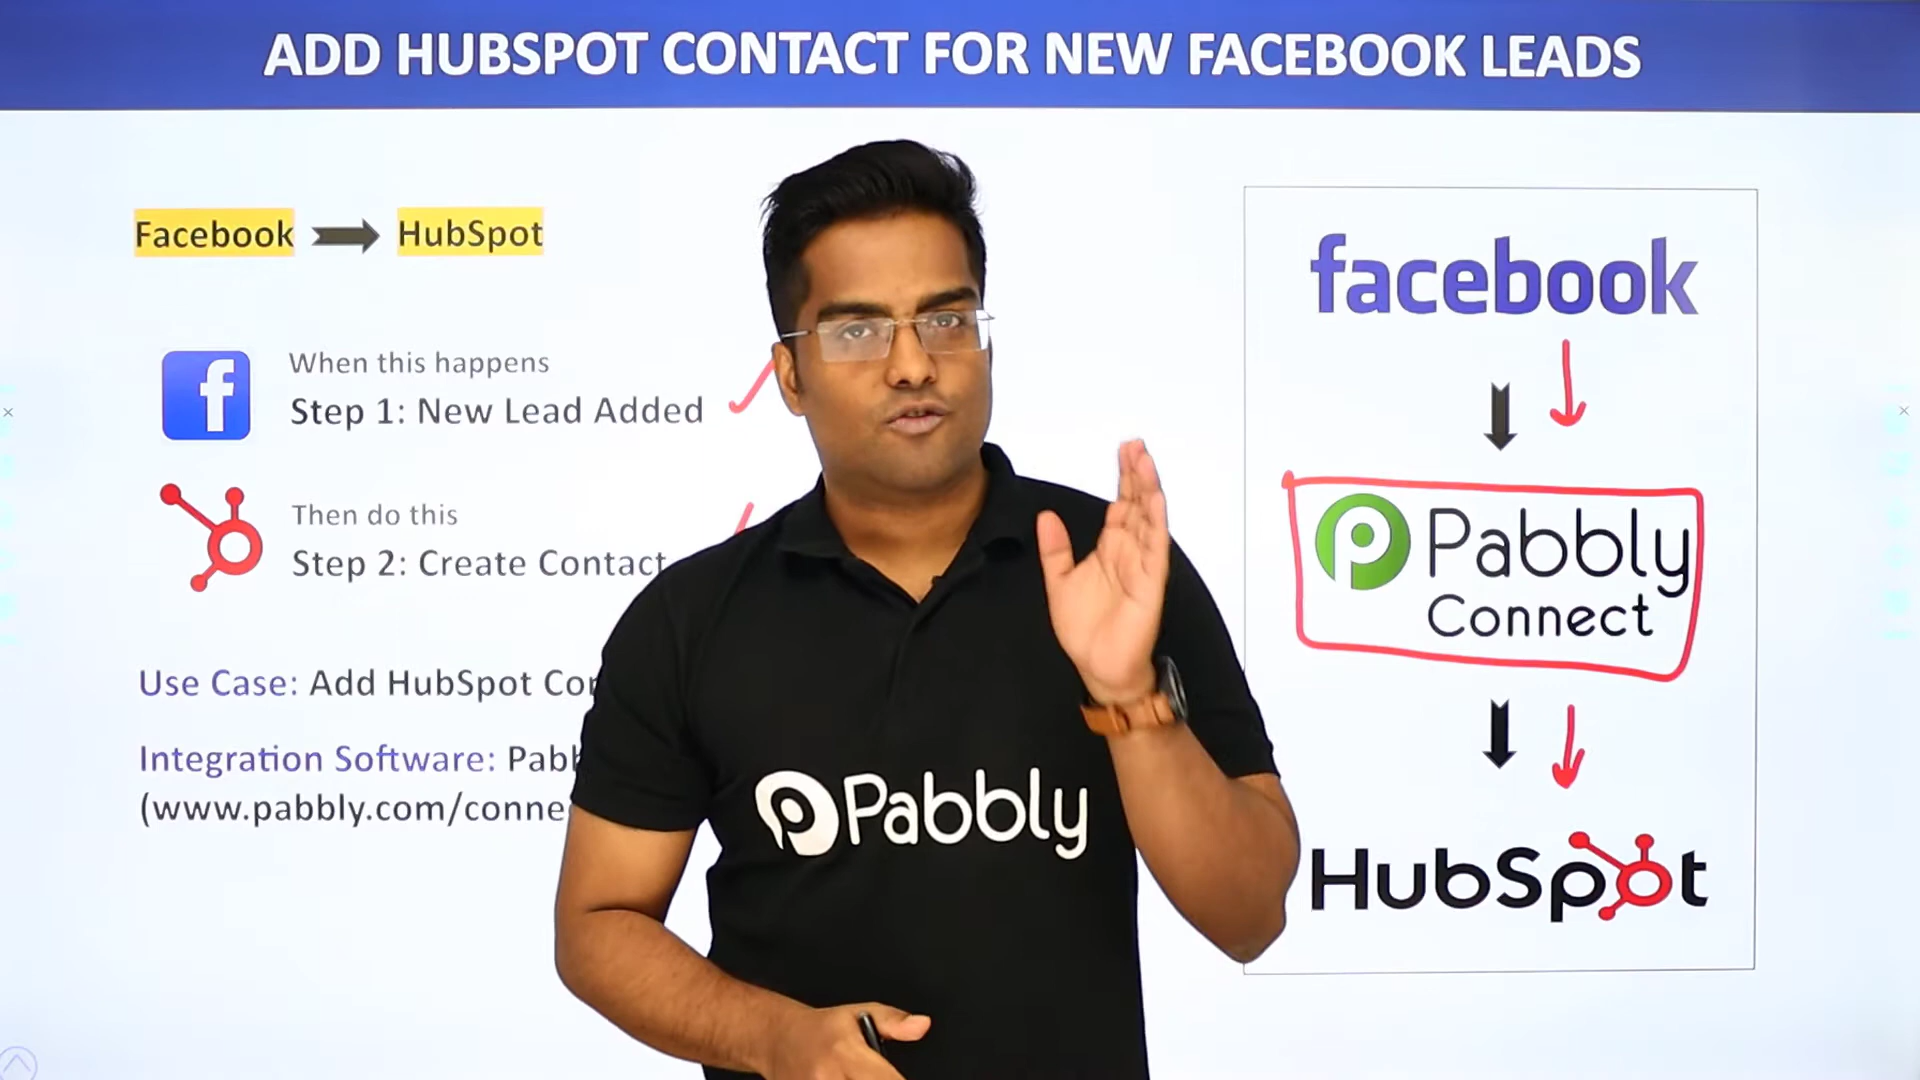 ADD HUBSPOT CONTACT FOR NEW FACEBOOK LEADS
Facebook
HubSpot
When this happens
Step 1: New Lead Added
Then do this
Step 2: Create Contact
Use Case: Add HubSpot
Integration Software:
(www.pabbly.com/conne
facebook
Pabbly
Connect
HubSpot
Pabbly